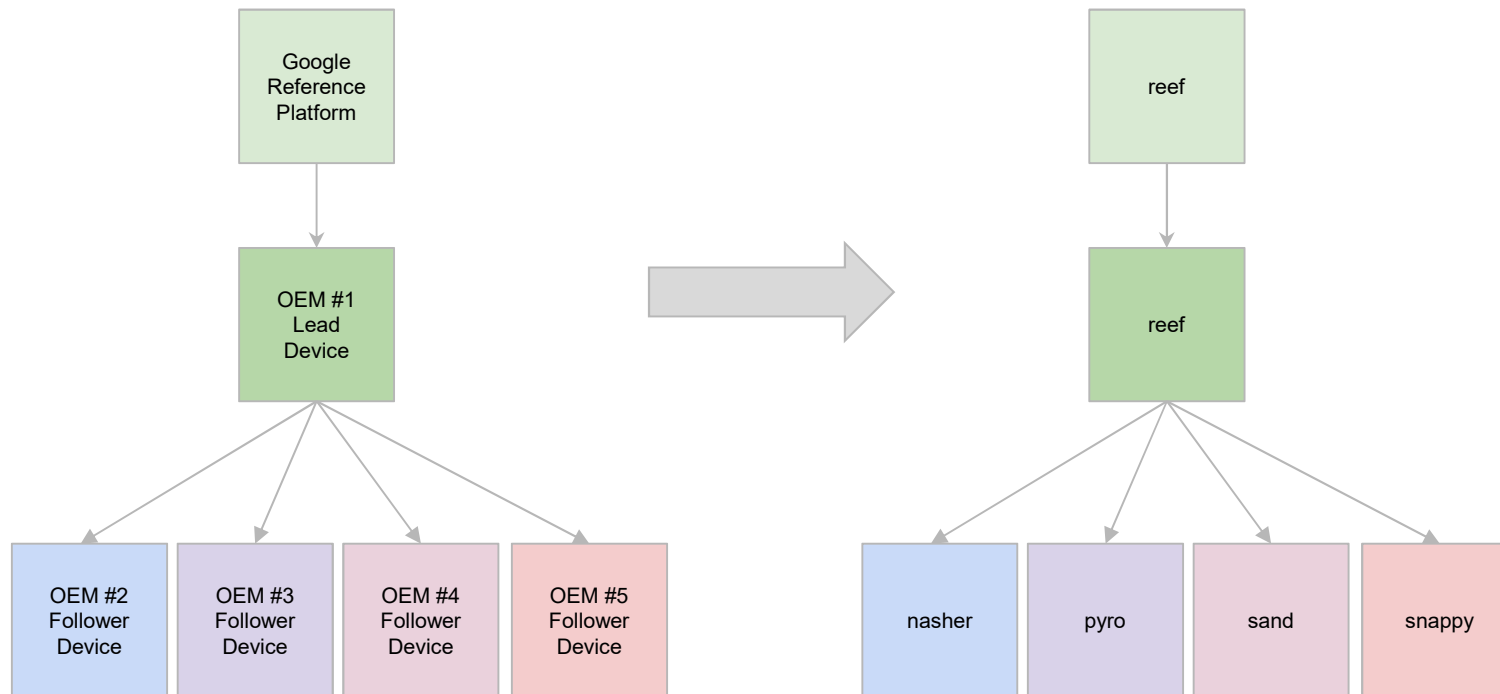 Google
Reference
Platform
reef
OEM #1
Lead
Device
reef
OEM #2
Follower
Device
OEM #3
Follower
Device
OEM #4
Follower
Device
OEM #5
Follower
Device
nasher
pyro
sand
snappy